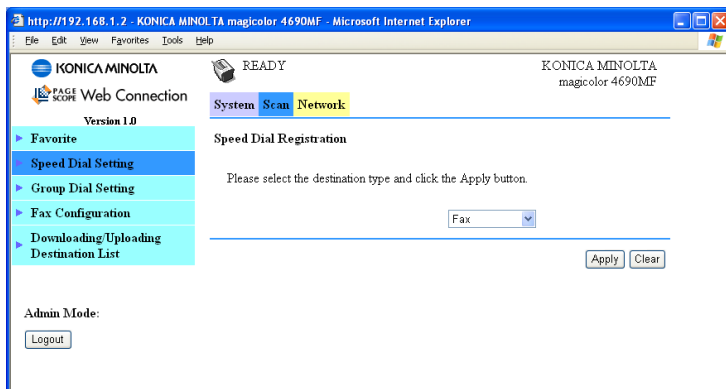 http://192.168.1.2 - KONICA MINOLTA magicolor 4690MF - Microsoft Internet Explorer
File Edit View Favorites Tools Help
KONICA MINOLTA
PAGE SCOPE Web Connection
Version 1.0
READY
KONICA MINOLTA
magicolor 4690MF
System Scan Network
Favorite
Speed Dial Setting
Group Dial Setting
Fax Configuration
Downloading/Uploading
Destination List
Admin Mode:
Logout
Speed Dial Registration
Please select the destination type and click the Apply button.
Fax
Apply Clear